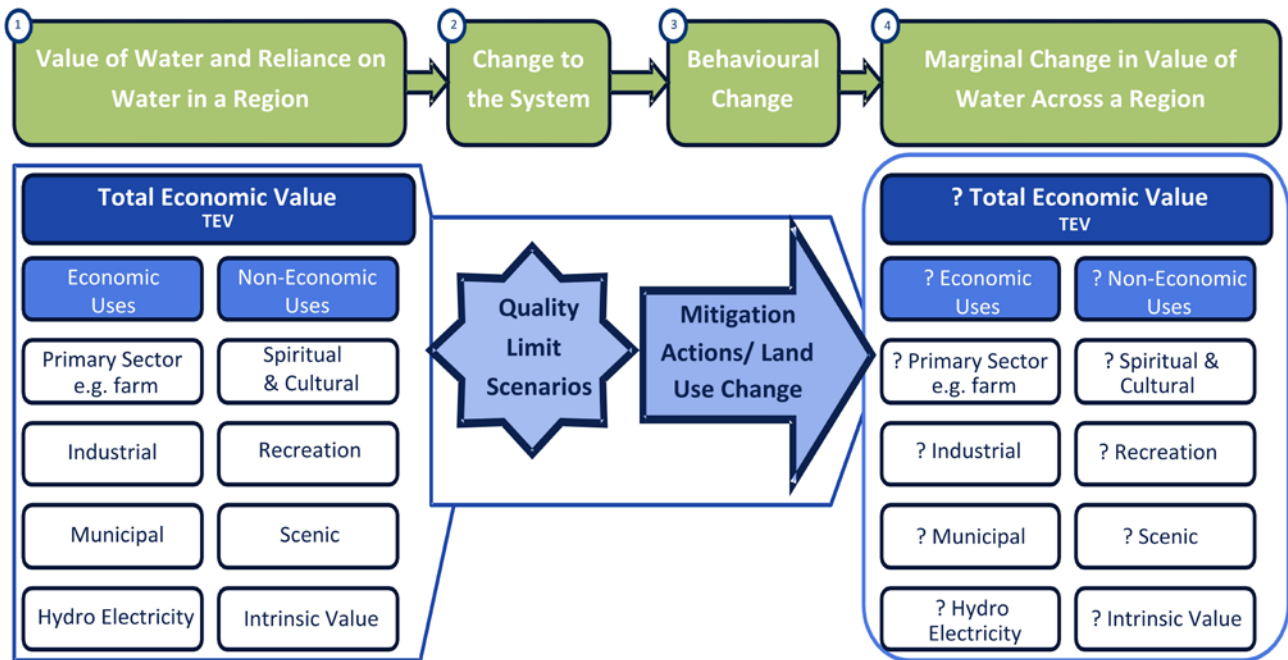 1
Value of Water and Reliance on
Water in a Region
2
Change to
the System
3
Behavioural
Change
4
Marginal Change in Value of
Water Across a Region
Total Economic Value
TEV
Economic
Uses
Non-Economic
Uses
Primary Sector
e.g. farm
Spiritual
& Cultural
Industrial
Recreation
Municipal
Scenic
Hydro Electricity
Intrinsic Value
Quality
Limit
Scenarios
Mitigation
Actions/ Land
Use Change
? Total Economic Value
TEV
? Economic
Uses
? Non-Economic
Uses
? Primary Sector
e.g. farm
? Spiritual &
Cultural
? Industrial
? Recreation
? Municipal
? Scenic
? Hydro
Electricity
? Intrinsic Value